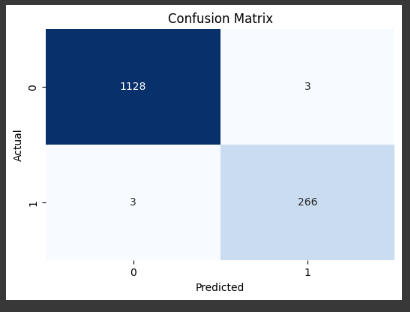 Confusion Matrix
Actual
0
1128
3
1
3
266
0
1
Predicted